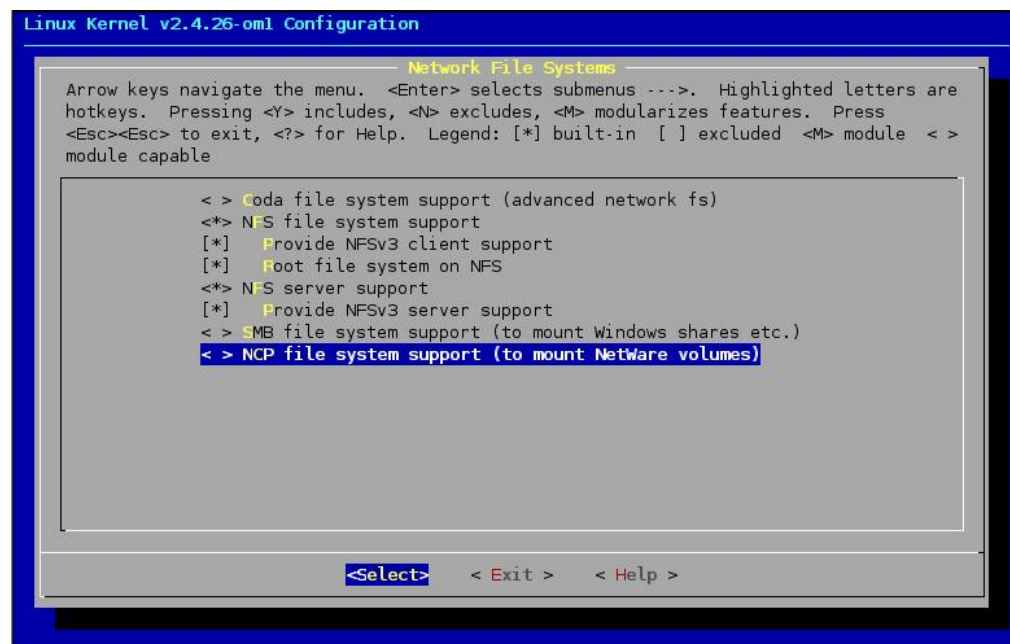 Linux Kernel v2.4.26-om1 Configuration
Network File Systems
Arrow keys navigate the menu.  <Enter> selects submenus --->.  Highlighted letters are
hotkeys.  Pressing <Y> includes, <N> excludes, <M> modularizes features.  Press
<Esc><Esc> to exit, <?> for Help.  Legend: [*] built-in  [ ] excluded  <M> module  < >
module capable
< > Coda file system support (advanced network fs)
<*> NFS file system support
[*]   Provide NFSv3 client support
[*]   Root file system on NFS
<*> NFS server support
[*]   Provide NFSv3 server support
< > SMB file system support (to mount Windows shares etc.)
< > NCP file system support (to mount NetWare volumes)
<Select>    < Exit >    < Help >